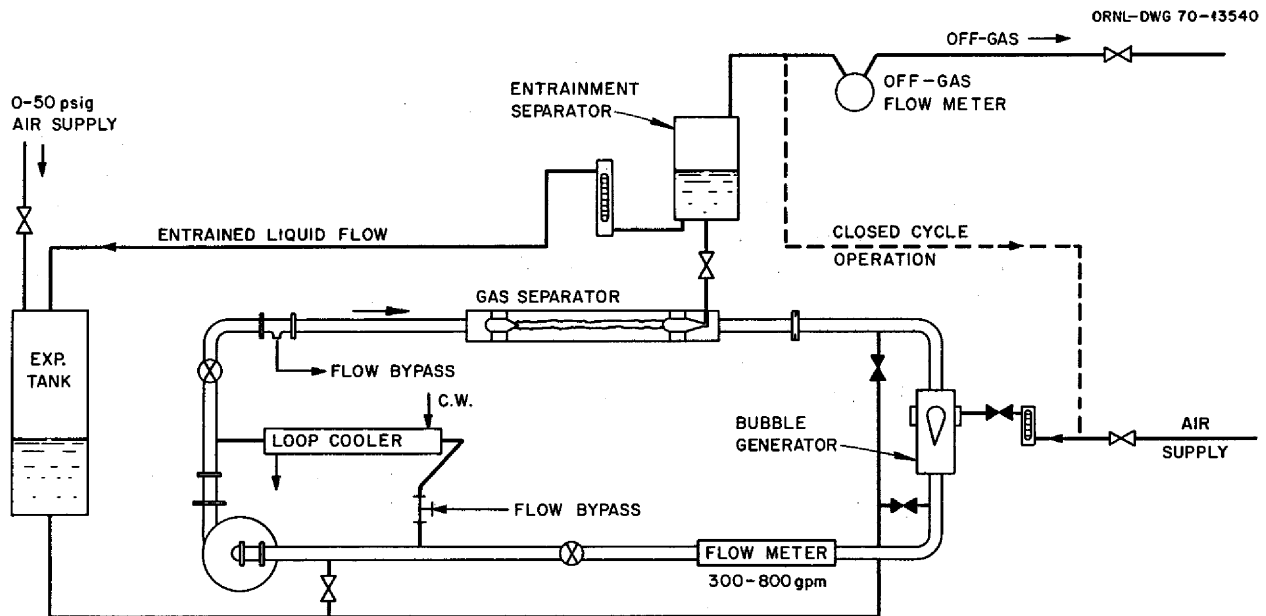 ORNL-DWG 70-13540
OFF-GAS
OFF-GAS
FLOW METER
ENTRAINMENT
SEPARATOR
0-50 psig
AIR SUPPLY
ENTRAINED LIQUID FLOW
CLOSED CYCLE
OPERATION
GAS SEPARATOR
EXP.
TANK
FLOW BYPASS
C.W.
LOOP COOLER
BUBBLE
GENERATOR
AIR
SUPPLY
FLOW BYPASS
FLOW METER
300-800 gpm